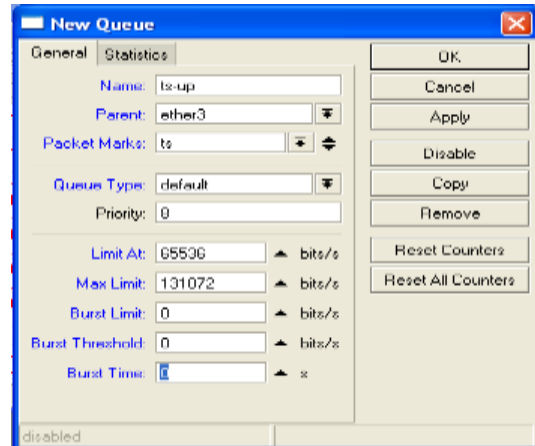 New Queue
General Statistics
Name: ts-up
Parent: ether3
Packet Marks: ts
Queue Type: default
Priority: 8
Limit At: 65536 bits/s
Max Limit: 131072 bits/s
Burst Limit: 0 bits/s
Burst Threshold: 0 bits/s
Burst Time: 0 s
OK
Cancel
Apply
Disable
Copy
Remove
Reset Counters
Reset All Counters
disabled